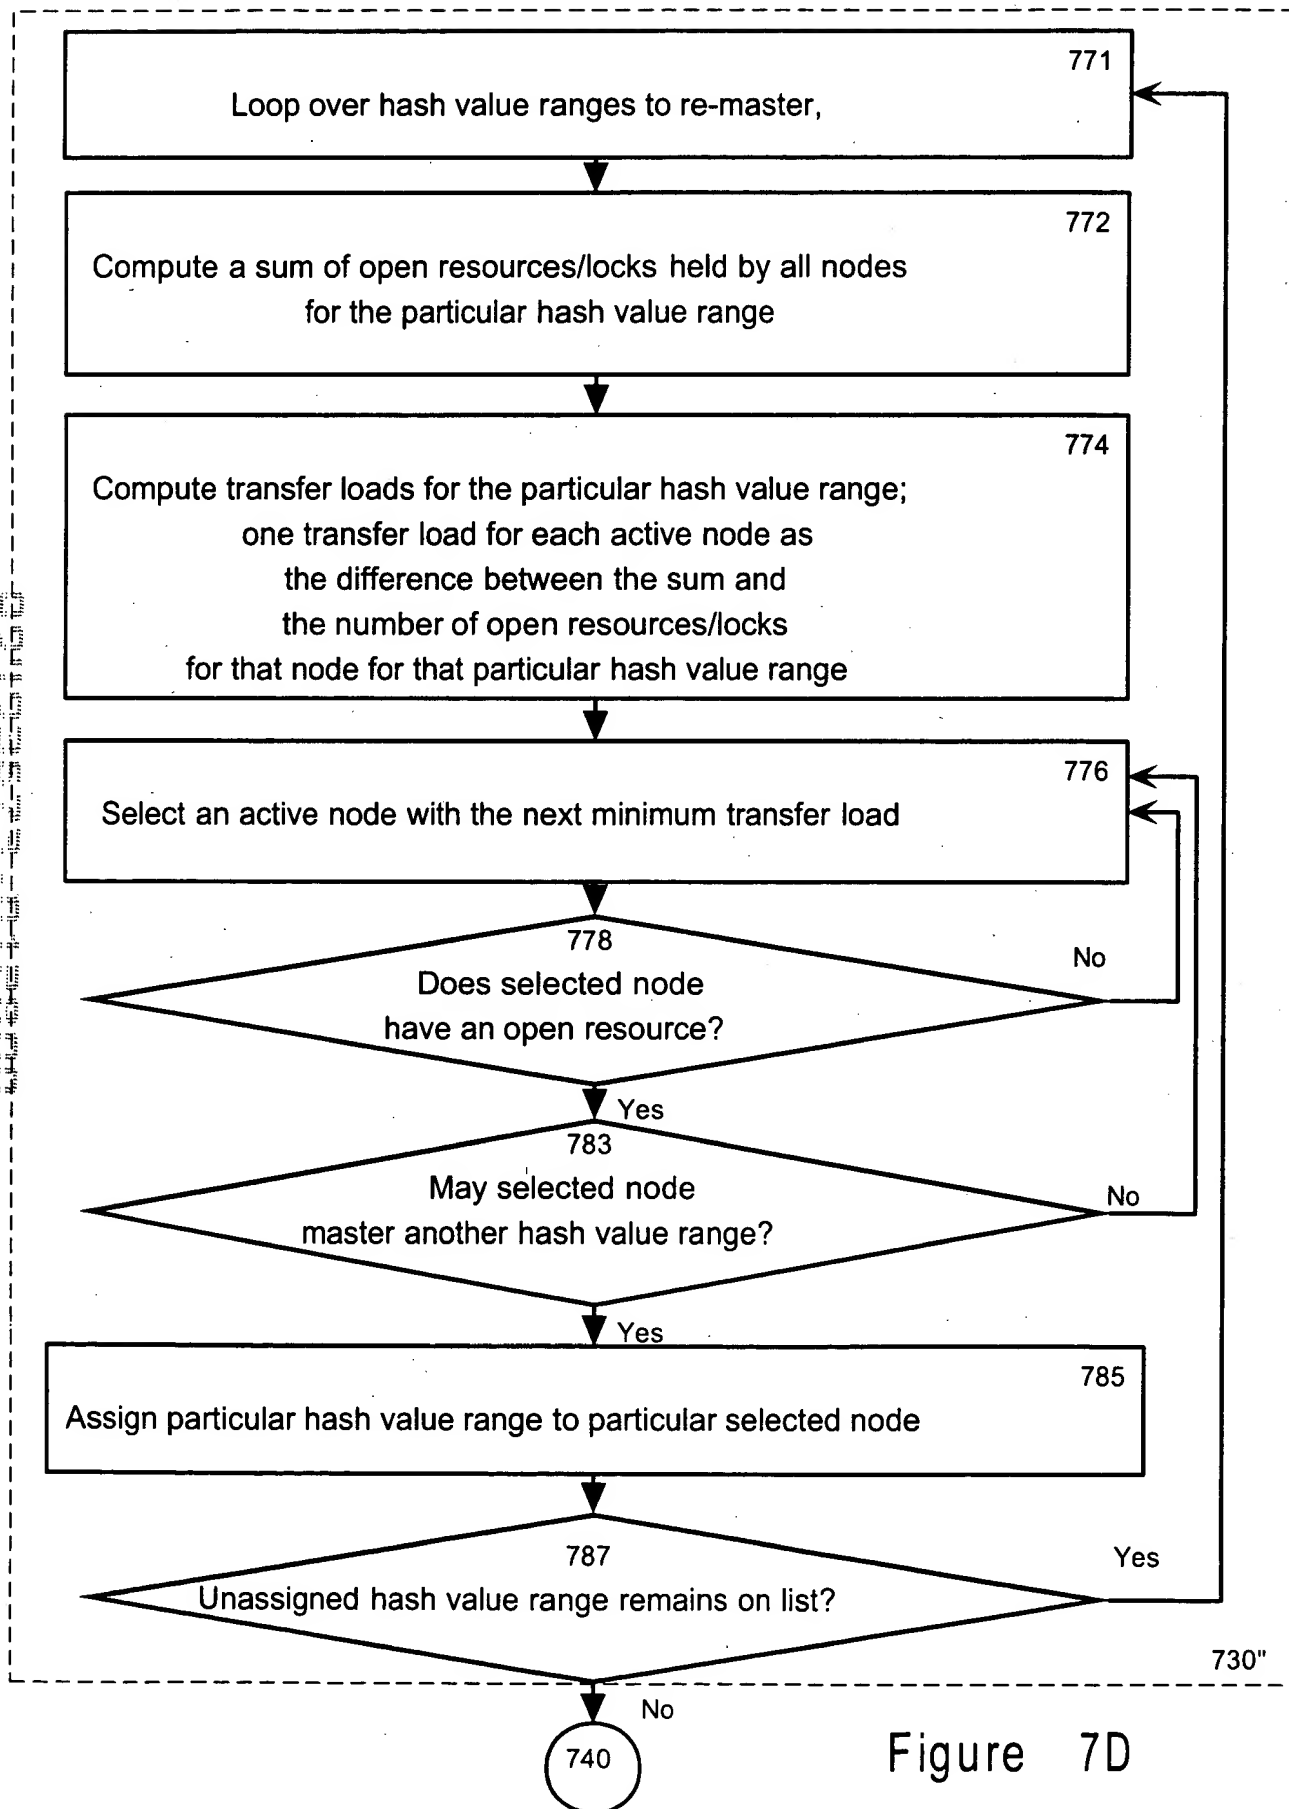 771
Loop over hash value ranges to re-master,
772
Compute a sum of open resources/locks held by all nodes
for the particular hash value range
774
Compute transfer loads for the particular hash value range;
one transfer load for each active node as
the difference between the sum and
the number of open resources/locks
for that node for that particular hash value range
776
Select an active node with the next minimum transfer load
778
No
Does selected node
have an open resource?
Yes
783
May selected node
No
master another hash value range?
Yes
785
Assign particular hash value range to particular selected node
787
Yes
Unassigned hash value range remains on list?
730"
No
740
Figure 7D